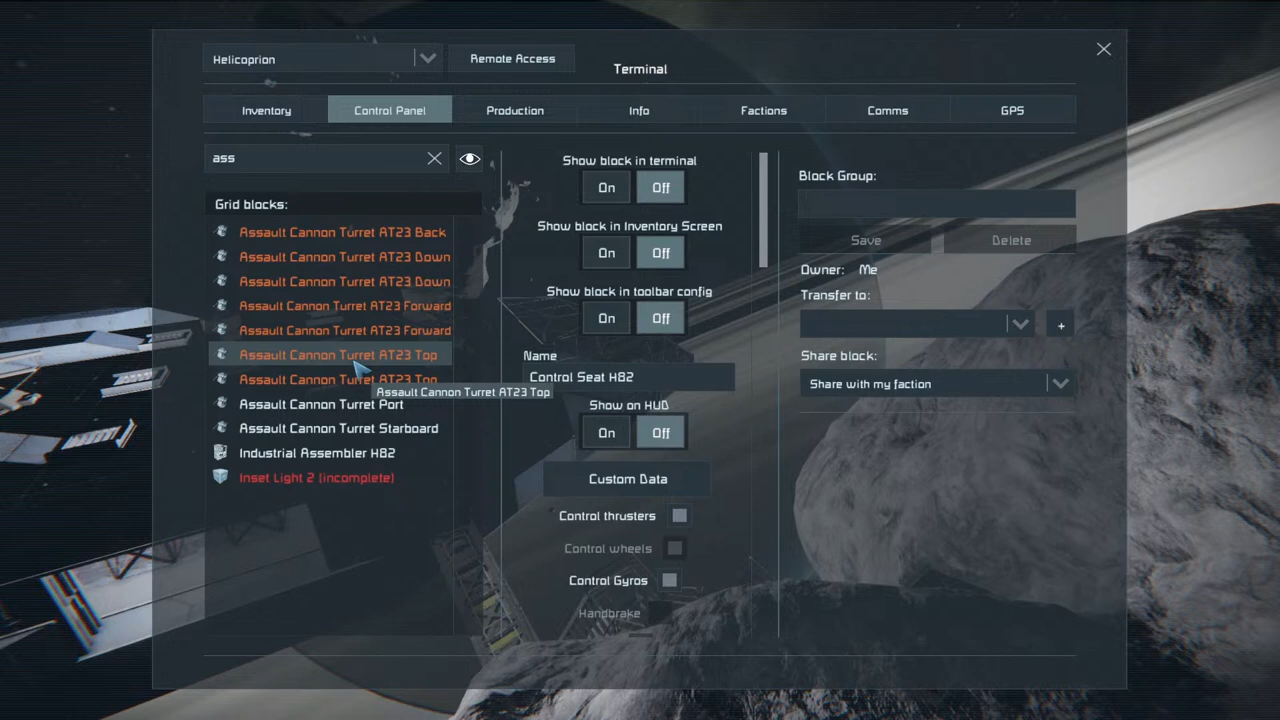 Helicoprion
Remote Access
Terminal
Inventory
Control Panel
Production
Info
Factions
Comms
GPS
ass
Grid blocks:
Assault Cannon Turret AT23 Back
Assault Cannon Turret AT23 Down
Assault Cannon Turret AT23 Down
Assault Cannon Turret AT23 Forward
Assault Cannon Turret AT23 Forward
Assault Cannon Turret AT23 Top
Assault Cannon Turret AT23 Top
Assault Cannon Turret AT23 Top
Assault Cannon Turret Port
Assault Cannon Turret Starboard
Industrial Assembler H82
Inset Light 2 (incomplete)
Show block in terminal
On Off
Show block in Inventory Screen
On Off
Show block in toolbar config
On Off
Name
Control Seat H82
Show on HUD
On Off
Custom Data
Control thrusters
Control wheels
Control Gyros
Handbrake
Block Group:
Save Delete
Owner: Me
Transfer to:
+
Share block:
Share with my faction